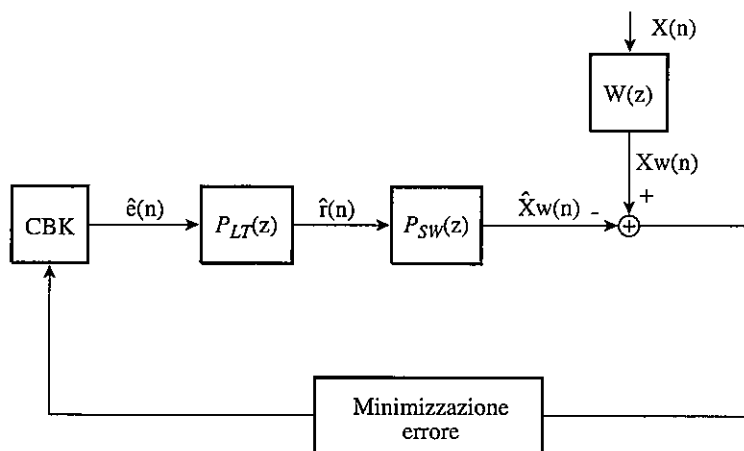 X(n)
W(z)
Xw(n)
+
CBK
ê(n)
P_LT(z)
r̂(n)
P_SW(z)
X̂w(n)
-
+
Minimizzazione
errore